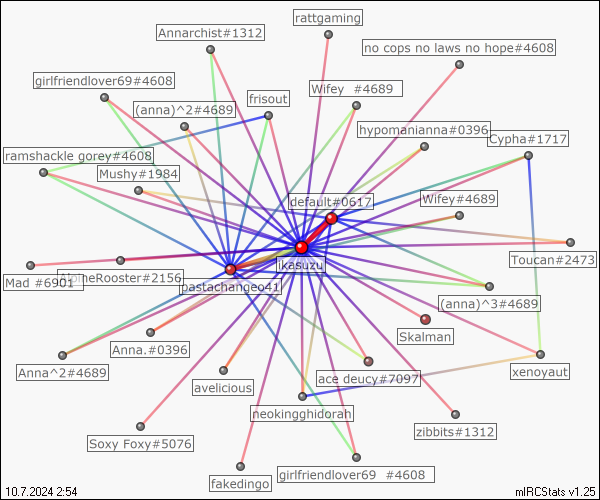 rattgaming
Annarchist#1312
no cops no laws no hope#4608
girlfriendlover69#4608
Wifey #4689
frisout
(anna)^2#4689
hypomanianna#0396
Cypha#1717
ramshackle gorey#4608
Mushy#1984
default#0617
Wifey#4689
Toucan#2473
lkasuzu
Mad #6901
AlpineRooster#2156
pastachangeo41
(anna)^3#4689
Skalman
Anna.#0396
Anna^2#4689
xenoyaut
ace deucy#7097
avelicious
neokingghidorah
zibbits#1312
Soxy Foxy#5076
girlfriendlover69 #4608
fakedingo
10.7.2024 2:54
mIRCStats v1.25